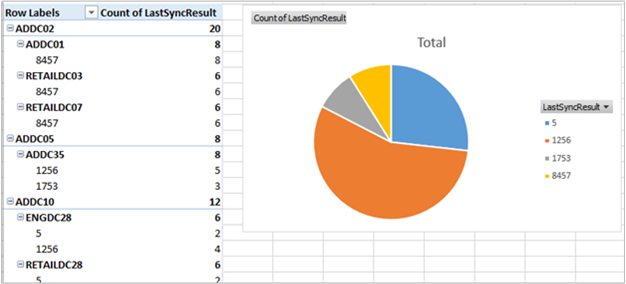 Row Labels Count of LastSyncResult
ADDC02 20
ADDC01 8
8457 8
RETAILDC03 6
8457 6
RETAILDC07 6
8457 6
ADDC05 8
ADDC35 8
1256 5
1753 3
ADDC10 12
ENGDC28 6
5 2
1256 4
RETAILDC28 6
5 2
Count of LastSyncResult
Total
LastSyncResult
5
1256
1753
8457